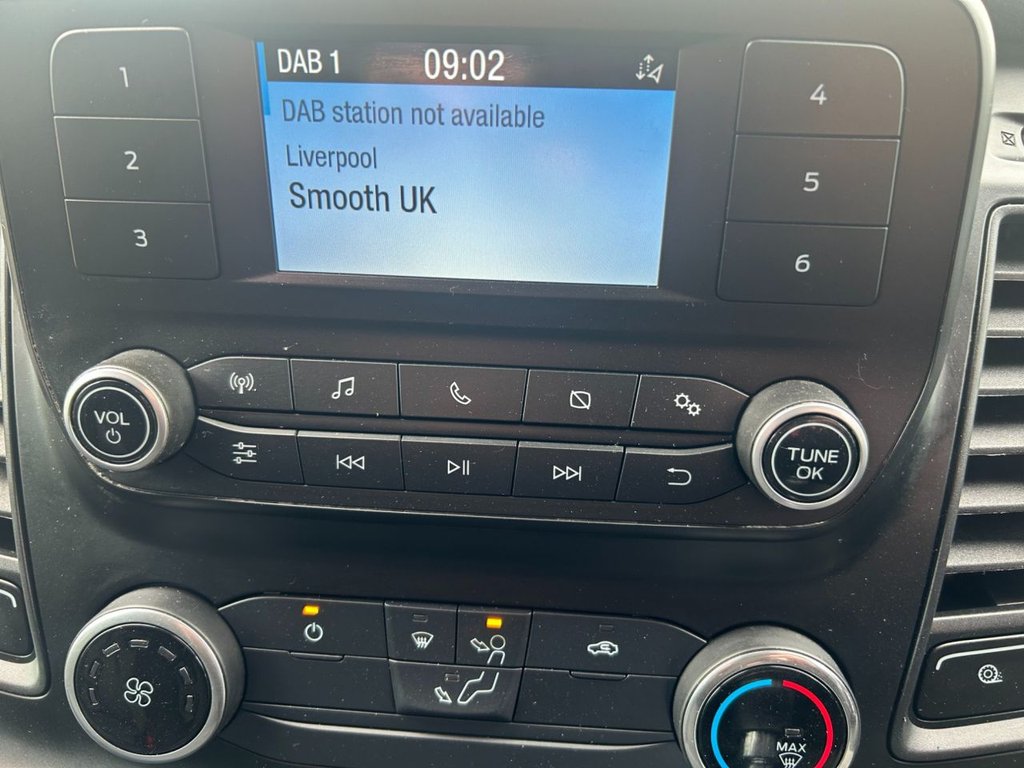 DAB 1 09:02
DAB station not available
Liverpool
Smooth UK
1
2
3
4
5
6
VOL
TUNE
OK
MAX